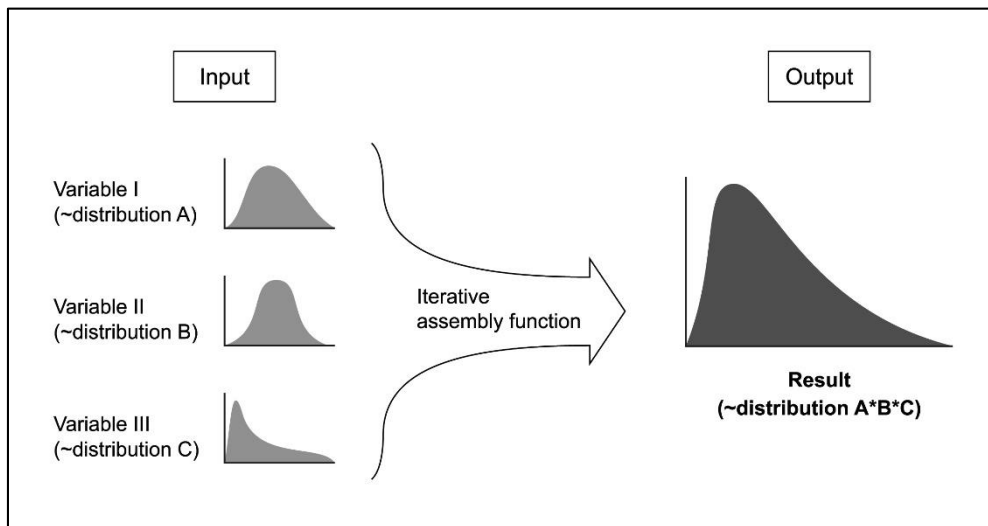 Input
Output
Variable I
(~distribution A)
Variable II
(~distribution B)
Iterative
assembly function
Variable III
(~distribution C)
Result
(~distribution A*B*C)